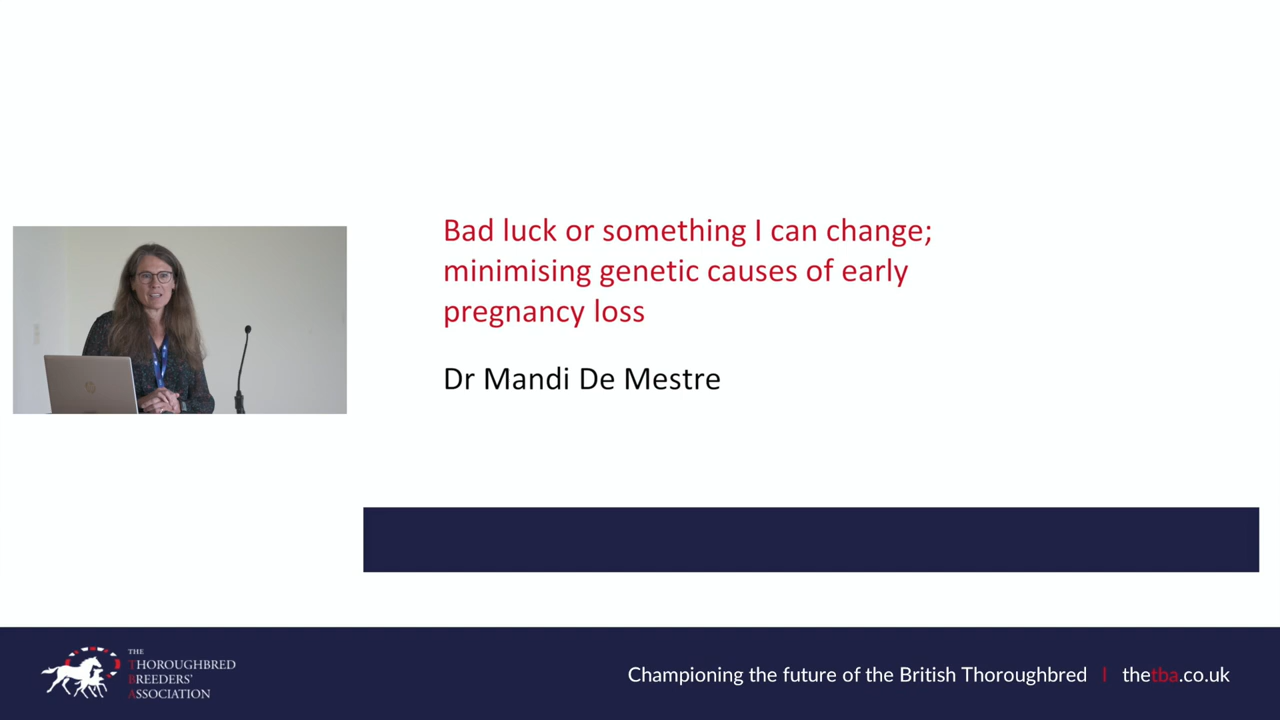 Bad luck or something I can change;
minimising genetic causes of early
pregnancy loss
Dr Mandi De Mestre
THE
THOROUGHBRED
BREEDERS'
ASSOCIATION
Championing the future of the British Thoroughbred | thetba.co.uk